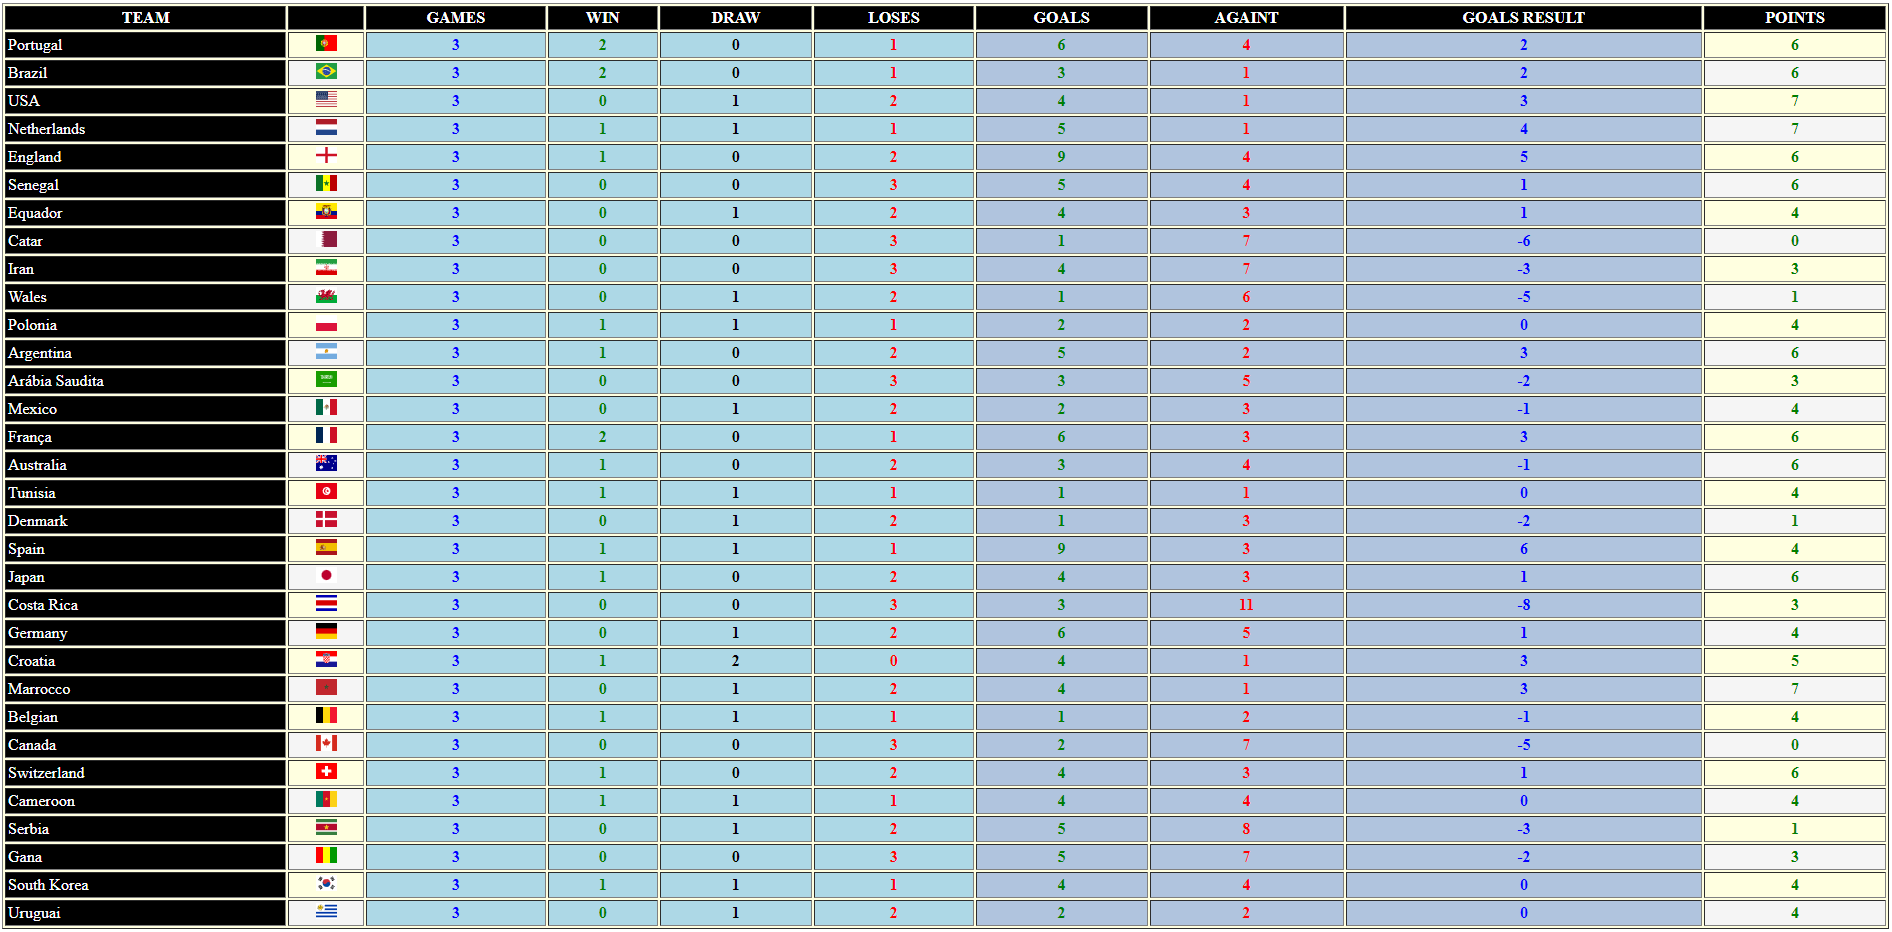 TEAM GAMES WIN DRAW LOSES GOALS AGAINT GOALS RESULT POINTS
Portugal 3 2 0 1 6 4 2 6
Brazil 3 2 0 1 3 1 2 6
USA 3 0 1 2 4 1 3 7
Netherlands 3 1 1 1 5 1 4 7
England 3 1 0 2 9 4 5 6
Senegal 3 0 0 3 5 4 1 6
Equador 3 0 1 2 4 3 1 4
Catar 3 0 0 3 1 7 -6 0
Iran 3 0 0 3 4 7 -3 3
Wales 3 0 1 2 1 6 -5 1
Polonia 3 1 1 1 2 2 0 4
Argentina 3 1 0 2 5 2 3 6
Arábia Saudita 3 0 0 3 3 5 -2 3
Mexico 3 0 1 2 2 3 -1 4
França 3 2 0 1 6 3 3 6
Australia 3 1 0 2 3 4 -1 6
Tunisia 3 1 1 1 1 1 0 4
Denmark 3 0 1 2 1 3 -2 1
Spain 3 1 1 1 9 3 6 4
Japan 3 1 0 2 4 3 1 6
Costa Rica 3 0 0 3 3 11 -8 3
Germany 3 0 1 2 6 5 1 4
Croatia 3 1 2 0 4 1 3 5
Marrocco 3 0 1 2 4 1 3 7
Belgian 3 1 1 1 1 2 -1 4
Canada 3 0 0 3 2 7 -5 0
Switzerland 3 1 0 2 4 3 1 6
Cameroon 3 1 1 1 4 4 0 4
Serbia 3 0 1 2 5 8 -3 1
Gana 3 0 0 3 5 7 -2 3
South Korea 3 1 1 1 4 4 0 4
Uruguai 3 0 1 2 2 2 0 4